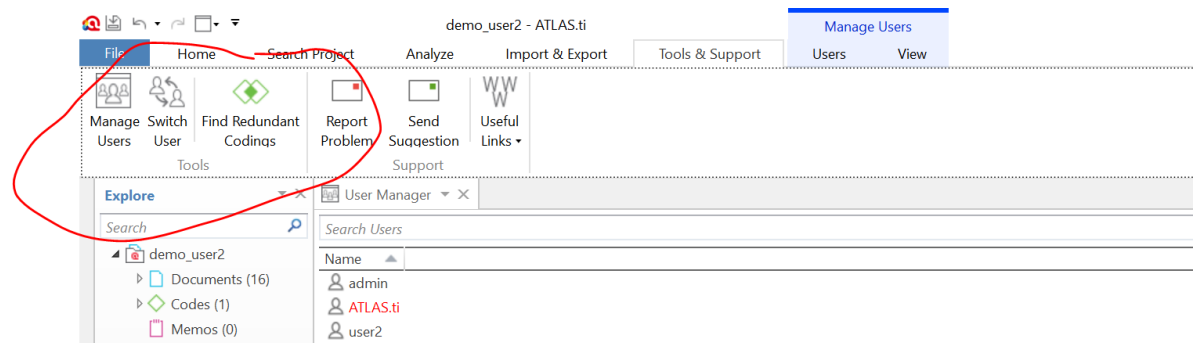 demo_user2 - ATLAS.ti
Manage Users
File Home Search Project Analyze Import & Export Tools & Support Users View
Manage Users
Switch User
Find Redundant Codings
Tools
Report Problem
Send Suggestion
WWW
Useful Links
Support
Explore
Search
demo_user2
Documents (16)
Codes (1)
Memos (0)
User Manager
Search Users
Name
admin
ATLAS.ti
user2